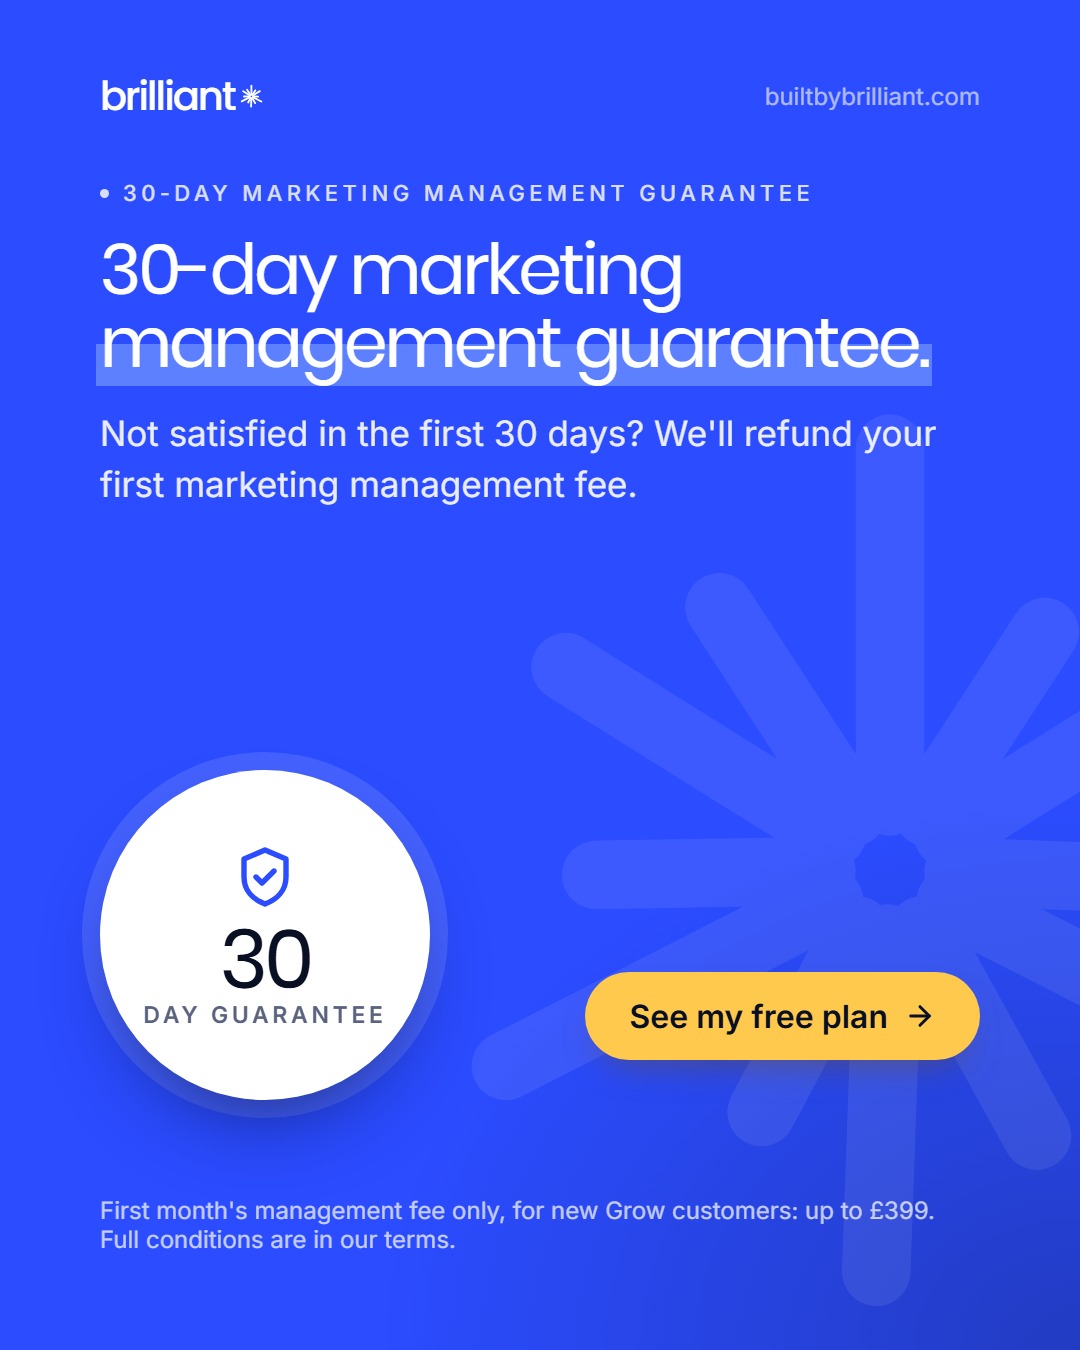 brilliant
builtbybrilliant.com
30-DAY MARKETING MANAGEMENT GUARANTEE
30-day marketing
management guarantee.
Not satisfied in the first 30 days? We'll refund your
first marketing management fee.
30
DAY GUARANTEE
See my free plan →
First month's management fee only, for new Grow customers: up to £399.
Full conditions are in our terms.